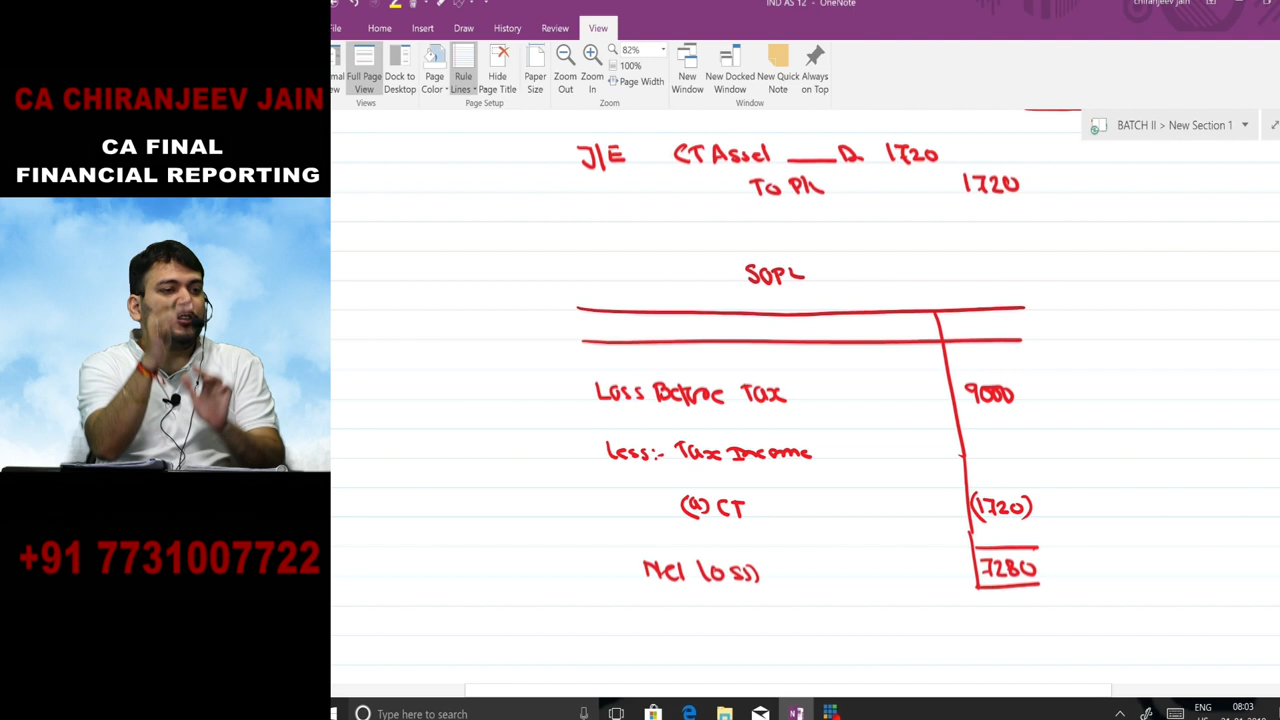 chiranjeev jain
IND AS 12 - OneNote
File Home Insert Draw History Review View
Full Page View
Dock to Desktop
Page Color
Rule Lines
Hide Page Title
Paper Size
Zoom Out
Zoom In
82%
100%
Page Width
New Window
New Docked Window
New Quick Note
Always on Top
Views Page Setup Zoom Window
BATCH II > New Section 1
CA CHIRANJEEV JAIN
CA FINAL
FINANCIAL REPORTING
+91 7731007722
J/E CT Asset Dr 1720
To P/L 1720
SOPL
Loss Before Tax 9000
Less:- Tax Income
(a) CT (1720)
Net Loss 7280
Type here to search
ENG 08:03